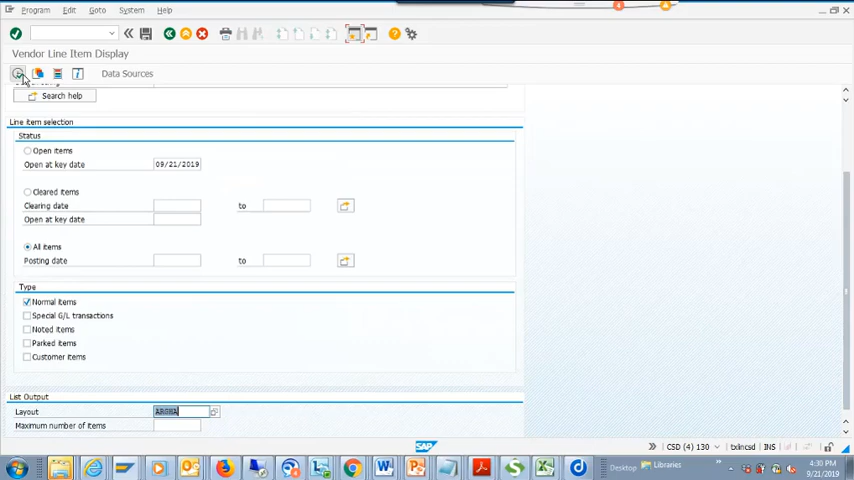 Program Edit Goto System Help
Vendor Line Item Display
Data Sources
Search help
Line item selection
Status
Open items
Open at key date 09/21/2019
Cleared items
Clearing date to
Open at key date
All items
Posting date to
Type
Normal items
Special G/L transactions
Noted items
Parked items
Customer items
List Output
Layout ARGHA
Maximum number of items
SAP
CSD (4) 130 txlncsd INS
Desktop Libraries
4:30 PM
9/21/2019